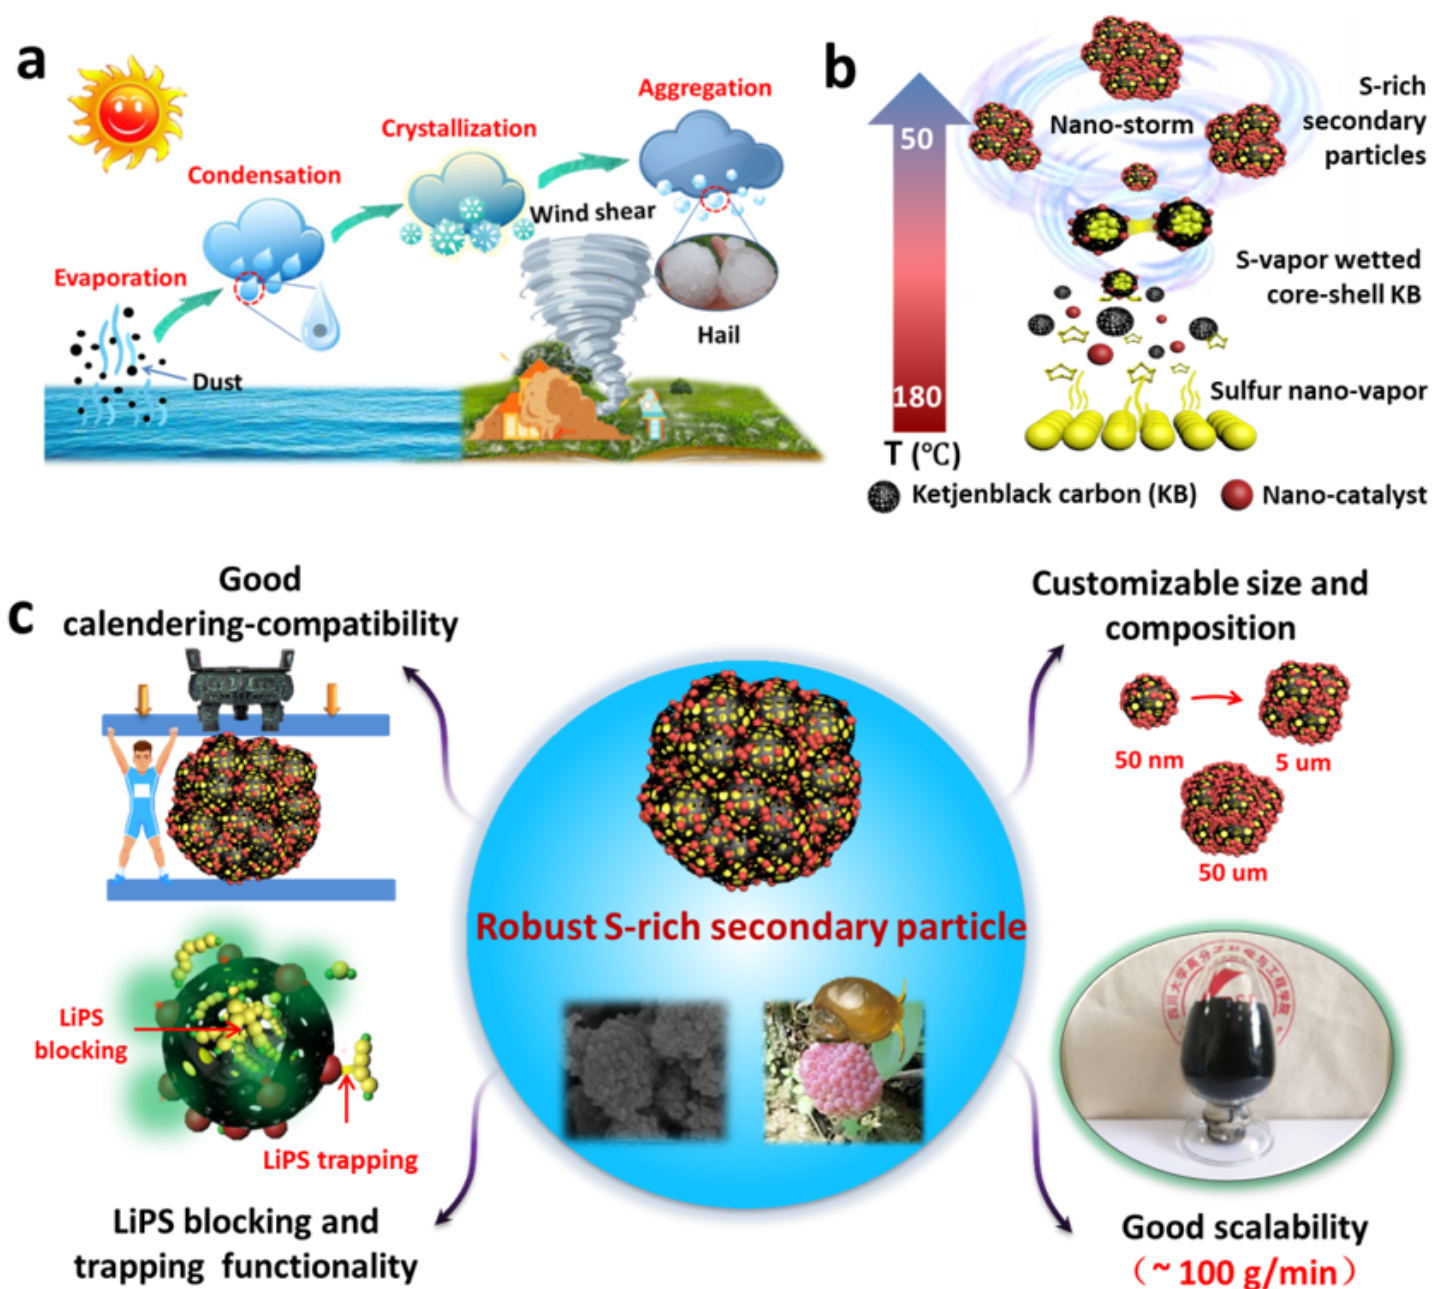 a
Aggregation
Crystallization
Condensation
Wind shear
Evaporation
Hail
Dust
b
50
180
T (℃)
Nano-storm
S-rich
secondary
particles
S-vapor wetted
core-shell KB
Sulfur nano-vapor
Ketjenblack carbon (KB)
Nano-catalyst
c
Good
calendering-compatibility
Customizable size and
composition
50 nm
5 um
50 um
Robust S-rich secondary particle
LiPS
blocking
LiPS trapping
LiPS blocking and
trapping functionality
Good scalability
(~ 100 g/min)